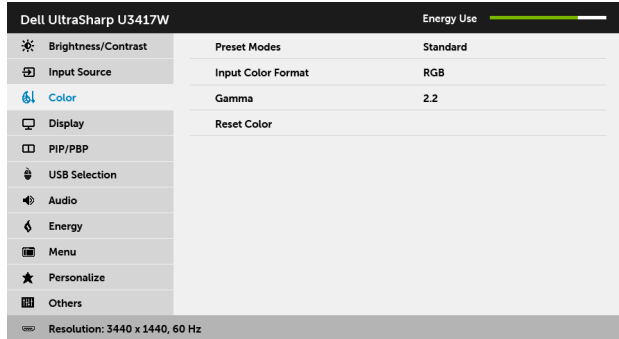 Dell UltraSharp U3417W Energy Use
Brightness/Contrast Preset Modes Standard
Input Source Input Color Format RGB
Color Gamma 2.2
Display Reset Color
PIP/PBP
USB Selection
Audio
Energy
Menu
Personalize
Others
Resolution: 3440 x 1440, 60 Hz